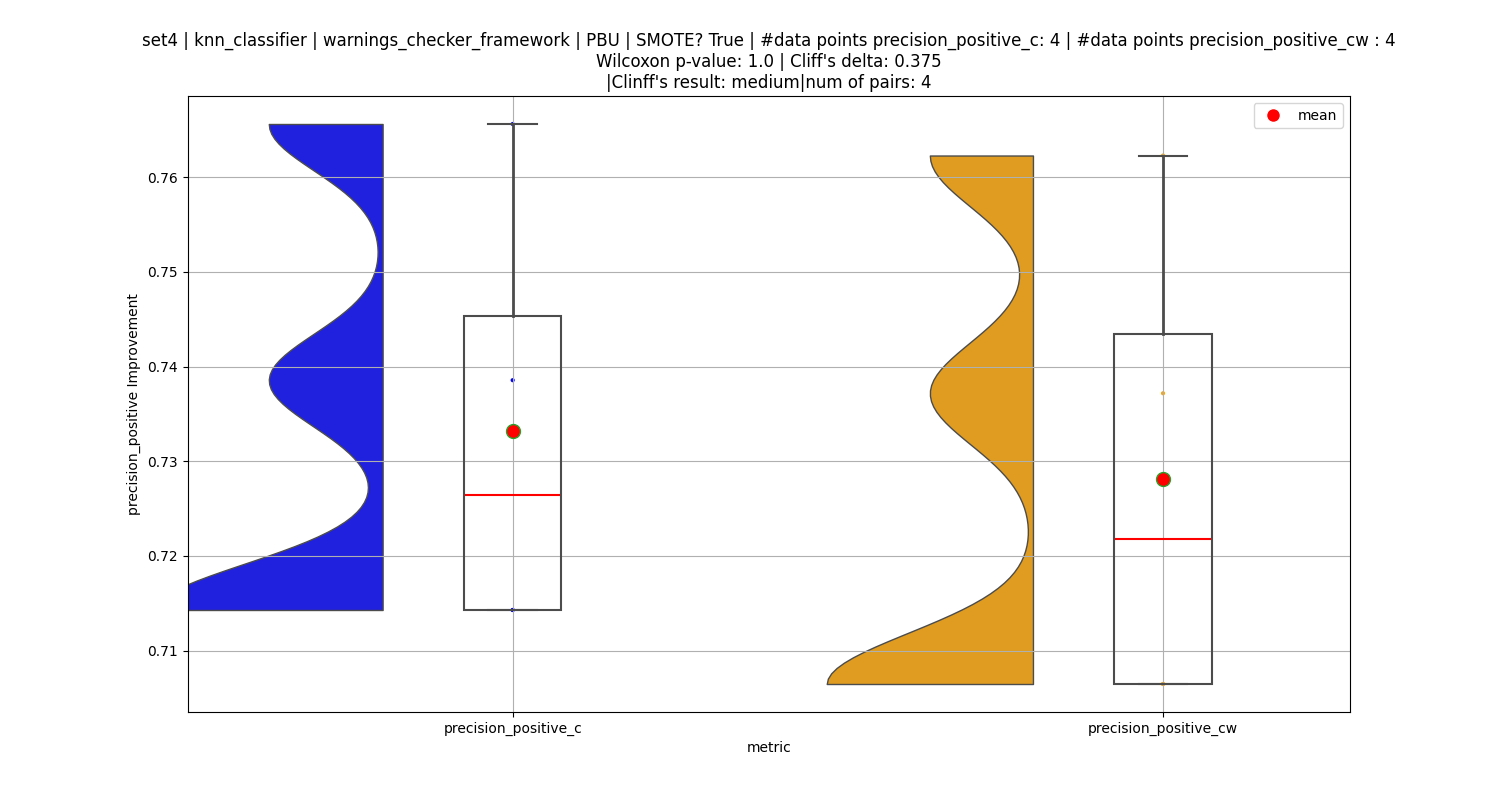 set4 | knn_classifier | warnings_checker_framework | PBU | SMOTE? True | #data points precision_positive_c: 4 | #data points precision_positive_cw : 4
Wilcoxon p-value: 1.0 | Cliff's delta: 0.375
|Clinff's result: medium|num of pairs: 4
mean
0.76
0.75
0.74
0.73
0.72
0.71
precision_positive Improvement
precision_positive_c
precision_positive_cw
metric